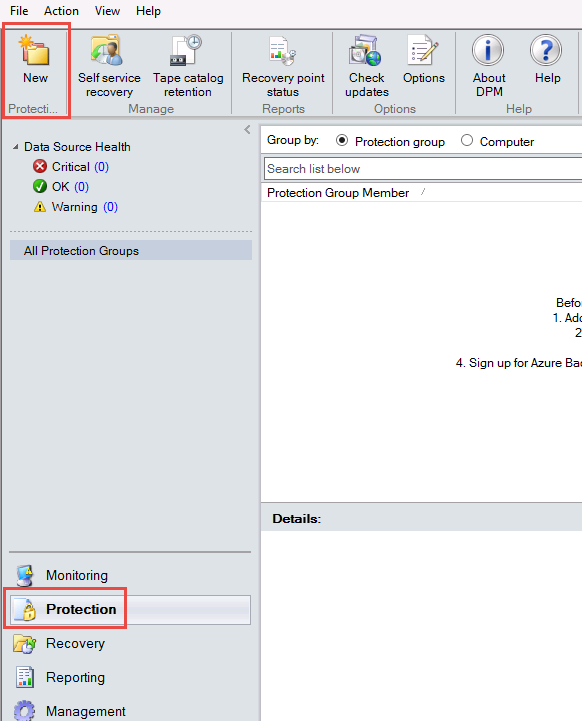 File Action View Help
New
Self service recovery
Tape catalog retention
Recovery point status
Check updates
Options
About DPM
Help
Protecti...
Manage
Reports
Options
Help
Data Source Health
Critical (0)
OK (0)
Warning (0)
All Protection Groups
Group by: Protection group Computer
Search list below
Protection Group Member
1. Add
2
4. Sign up for Azure Bac
Details:
Monitoring
Protection
Recovery
Reporting
Management